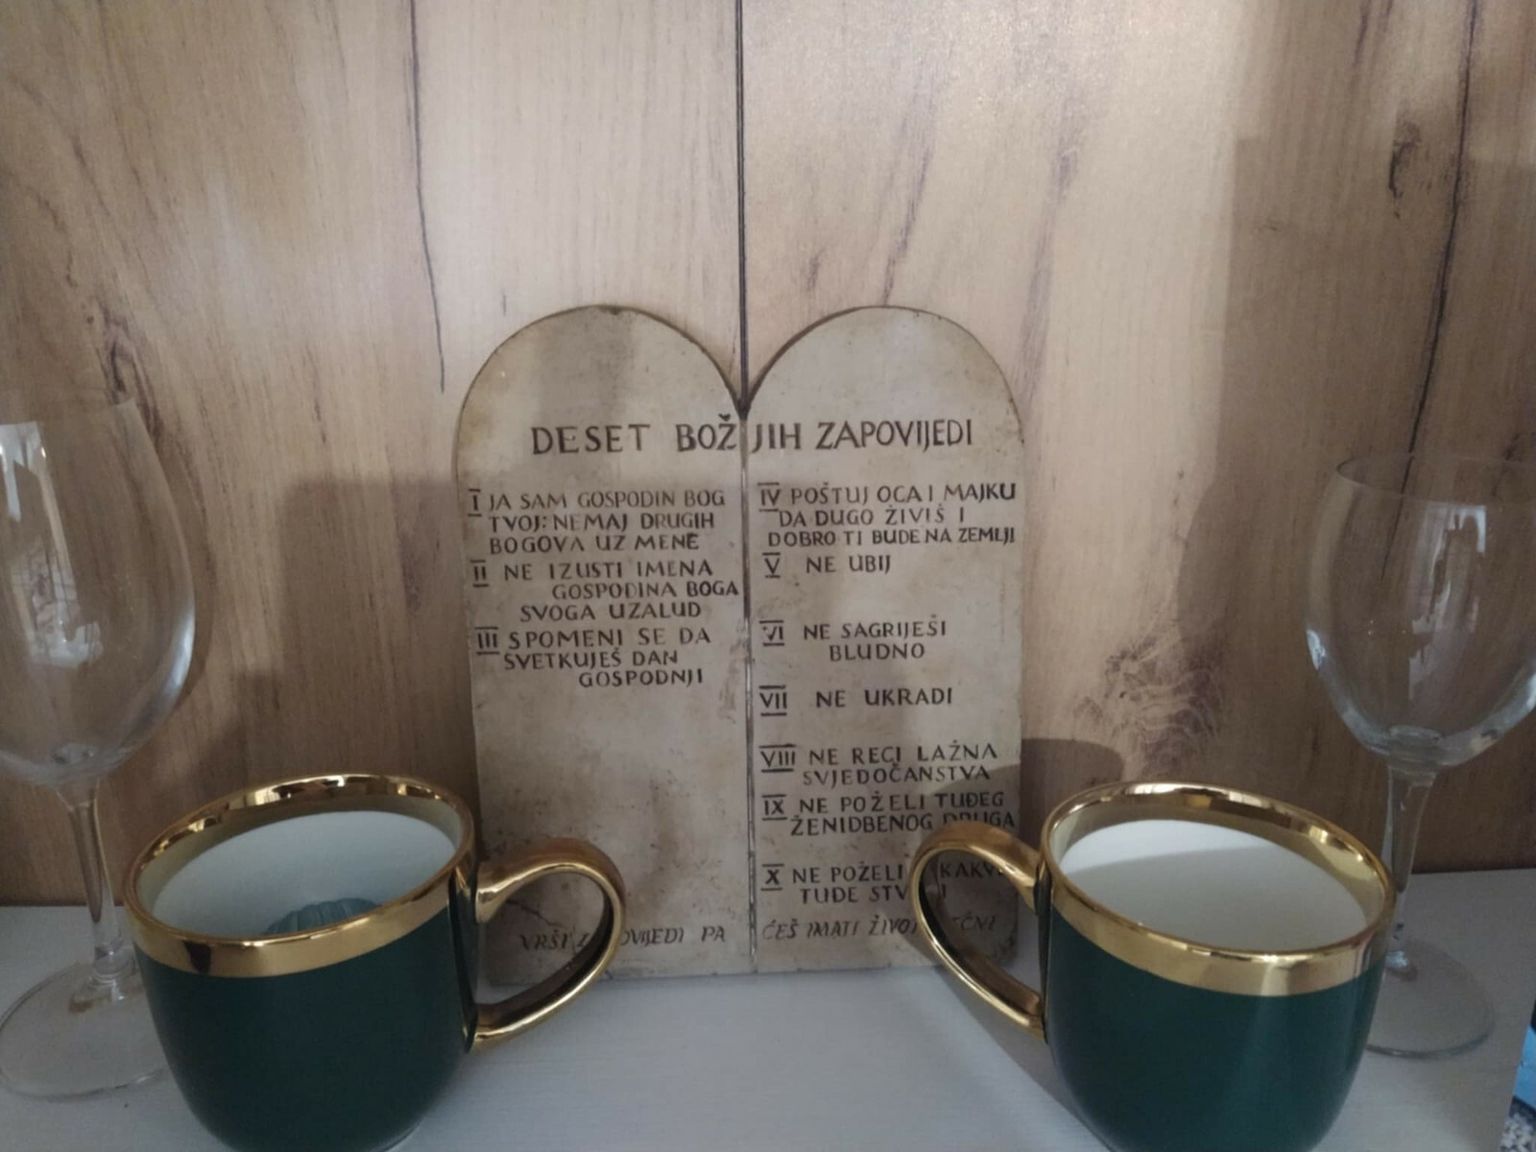 DESET BOŽJIH ZAPOVIJEDI
I JA SAM GOSPODIN BOG
TVOJ: NEMAJ DRUGIH
BOGOVA UZ MENE
II NE IZUSTI IMENA
GOSPODINA BOGA
SVOGA UZALUD
III SPOMENI SE DA
SVETKUJEŠ DAN
GOSPODNJI
IV POŠTUJ OCA I MAJKU
DA DUGO ŽIVIŠ I
DOBRO TI BUDE NA ZEMLJI
V NE UBIJ
VI NE SAGRIJEŠI
BLUDNO
VII NE UKRADI
VIII NE RECI LAŽNA
SVJEDOČANSTVA
IX NE POŽELI TUĐEG
ŽENIDBENOG DRUGA
X NE POŽELI
TUĐE
VRŠI PA ĆEŠ IMATI